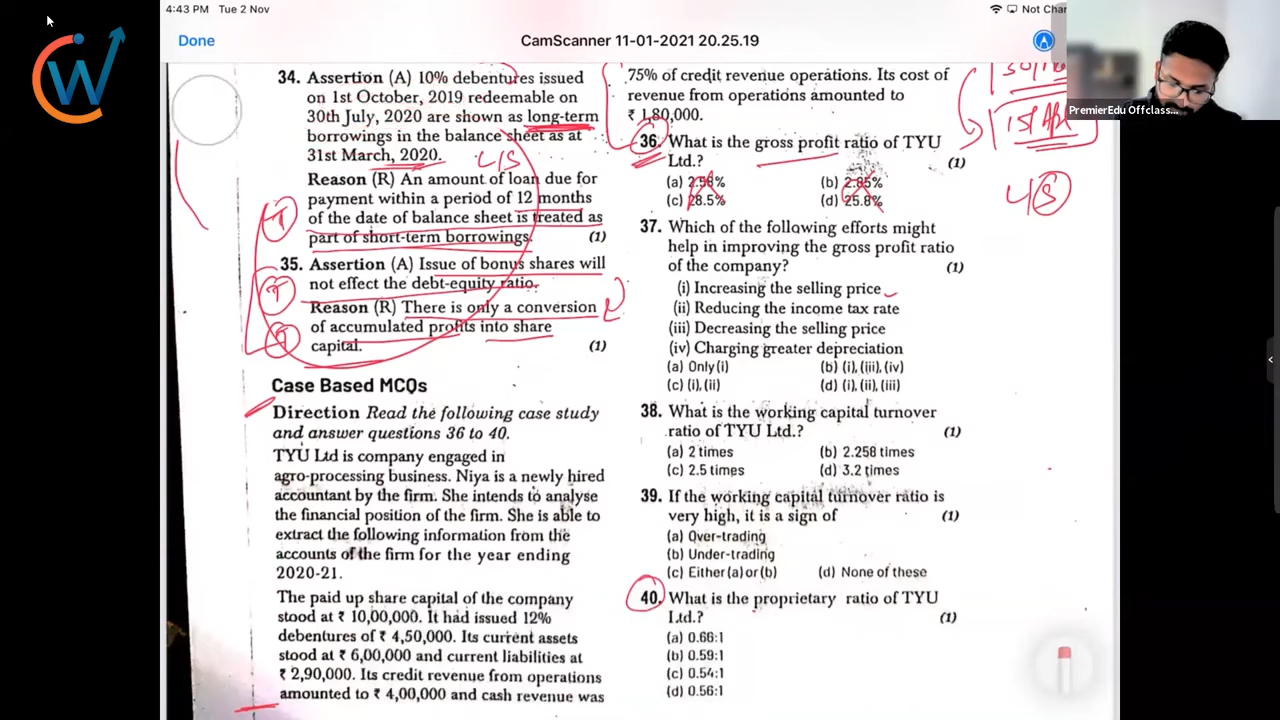 4:43 PM Tue 2 Nov
Not Char
Done
CamScanner 11-01-2021 20.25.19
PremierEdu Offclass...
W
34. Assertion (A) 10% debentures issued
on 1st October, 2019 redeemable on
30th July, 2020 are shown as long-term
borrowings in the balance sheet as at
31st March, 2020.
Reason (R) An amount of loan due for
payment within a period of 12 months
of the date of balance sheet is treated as
part of short-term borrowings. (1)
T
35. Assertion (A) Issue of bonus shares will
not effect the debt-equity ratio.
T
Reason (R) There is only a conversion
of accumulated profits into share
capital. (1)
Case Based MCQs
Direction Read the following case study
and answer questions 36 to 40.
TYU Ltd is company engaged in
agro-processing business. Niya is a newly hired
accountant by the firm. She intends to analyse
the financial position of the firm. She is able to
extract the following information from the
accounts of the firm for the year ending
2020-21.
The paid up share capital of the company
stood at ₹ 10,00,000. It had issued 12%
debentures of ₹ 4,50,000. Its current assets
stood at ₹ 6,00,000 and current liabilities at
₹ 2,90,000. Its credit revenue from operations
amounted to ₹ 4,00,000 and cash revenue was
75% of credit revenue operations. Its cost of
revenue from operations amounted to
₹ 1,80,000.
36. What is the gross profit ratio of TYU
Ltd.? (1)
(a) 2.58% (b) 2.85%
(c) 28.5% (d) 25.8%
37. Which of the following efforts might
help in improving the gross profit ratio
of the company? (1)
(i) Increasing the selling price
(ii) Reducing the income tax rate
(iii) Decreasing the selling price
(iv) Charging greater depreciation
(a) Only (i) (b) (i), (iii), (iv)
(c) (i), (ii) (d) (i), (ii), (iii)
38. What is the working capital turnover
ratio of TYU Ltd.? (1)
(a) 2 times (b) 2.258 times
(c) 2.5 times (d) 3.2 times
39. If the working capital turnover ratio is
very high, it is a sign of (1)
(a) Over-trading
(b) Under-trading
(c) Either (a) or (b) (d) None of these
40. What is the proprietary ratio of TYU
Ltd.? (1)
(a) 0.66:1
(b) 0.59:1
(c) 0.54:1
(d) 0.56:1